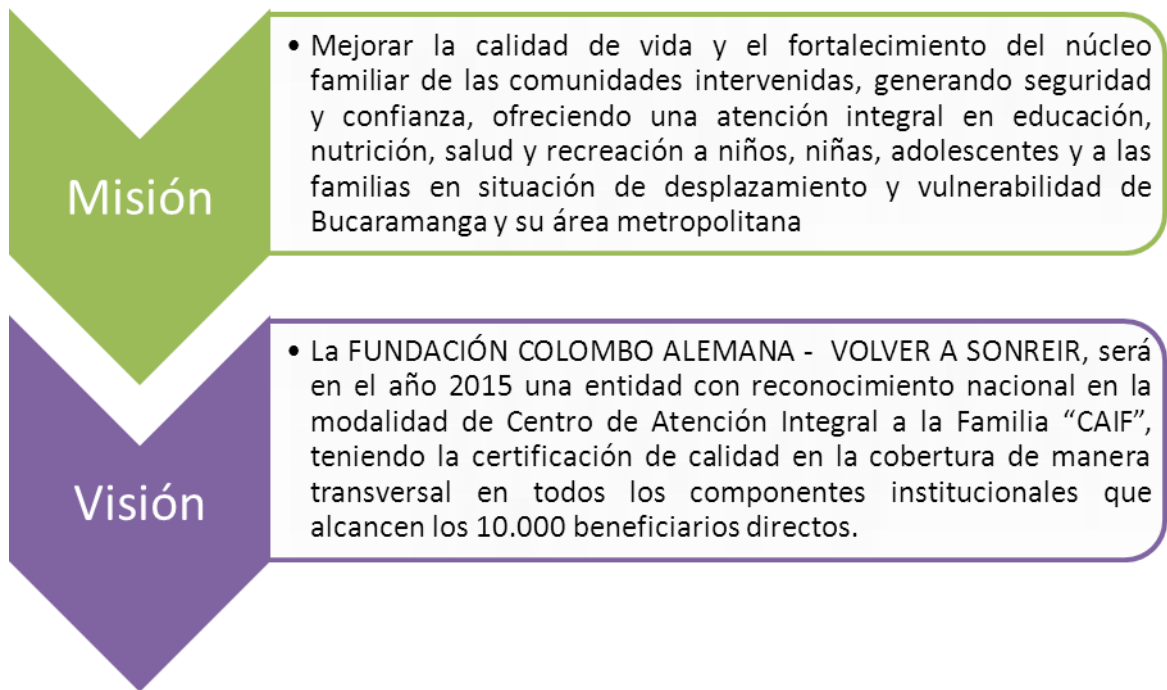 Misión
• Mejorar la calidad de vida y el fortalecimiento del núcleo
familiar de las comunidades intervenidas, generando seguridad
y confianza, ofreciendo una atención integral en educación,
nutrición, salud y recreación a niños, niñas, adolescentes y a las
familias en situación de desplazamiento y vulnerabilidad de
Bucaramanga y su área metropolitana
Visión
• La FUNDACIÓN COLOMBO ALEMANA - VOLVER A SONREIR, será
en el año 2015 una entidad con reconocimiento nacional en la
modalidad de Centro de Atención Integral a la Familia “CAIF”,
teniendo la certificación de calidad en la cobertura de manera
transversal en todos los componentes institucionales que
alcancen los 10.000 beneficiarios directos.